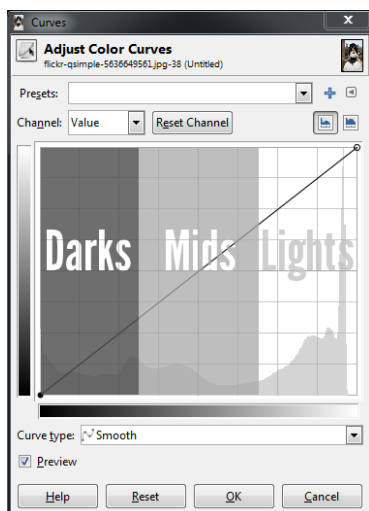 Curves
x
Adjust Color Curves
flickr-qsimple-5636649561.jpg-38 (Untitled)
Presets:
Channel: Value Reset Channel
Darks Mids Lights
Curve type: Smooth
Preview
Help Reset OK Cancel